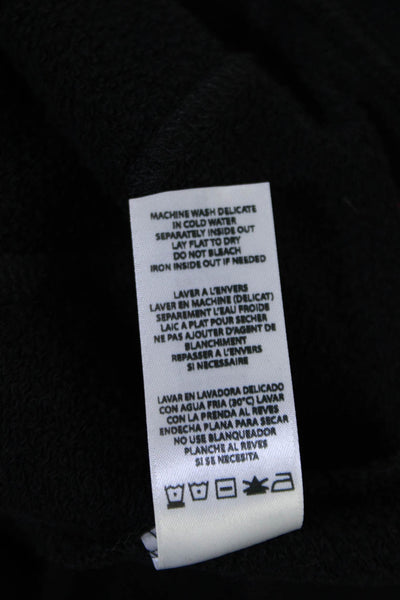 MACHINE WASH DELICATE
IN COLD WATER
SEPARATELY INSIDE OUT
LAY FLAT TO DRY
DO NOT BLEACH
IRON INSIDE OUT IF NEEDED
LAVER A L'ENVERS
LAVER EN MACHINE (DELICAT)
SEPAREMENT L'EAU FROIDE
LAIC A PLAT POUR SECHER
NE PAS AJOUTER D'AGENT DE
BLANCHIMENT
REPASSER A L'ENVERS
SI NECESSAIRE
LAVAR EN LAVADORA DELICADO
CON AGUA FRIA (30°C) LAVAR
CON LA PRENDA AL REVES
ENDECHA PLANA PARA SECAR
NO USE BLANQUEADOR
PLANCHE AL REVES
SI SE NECESITA